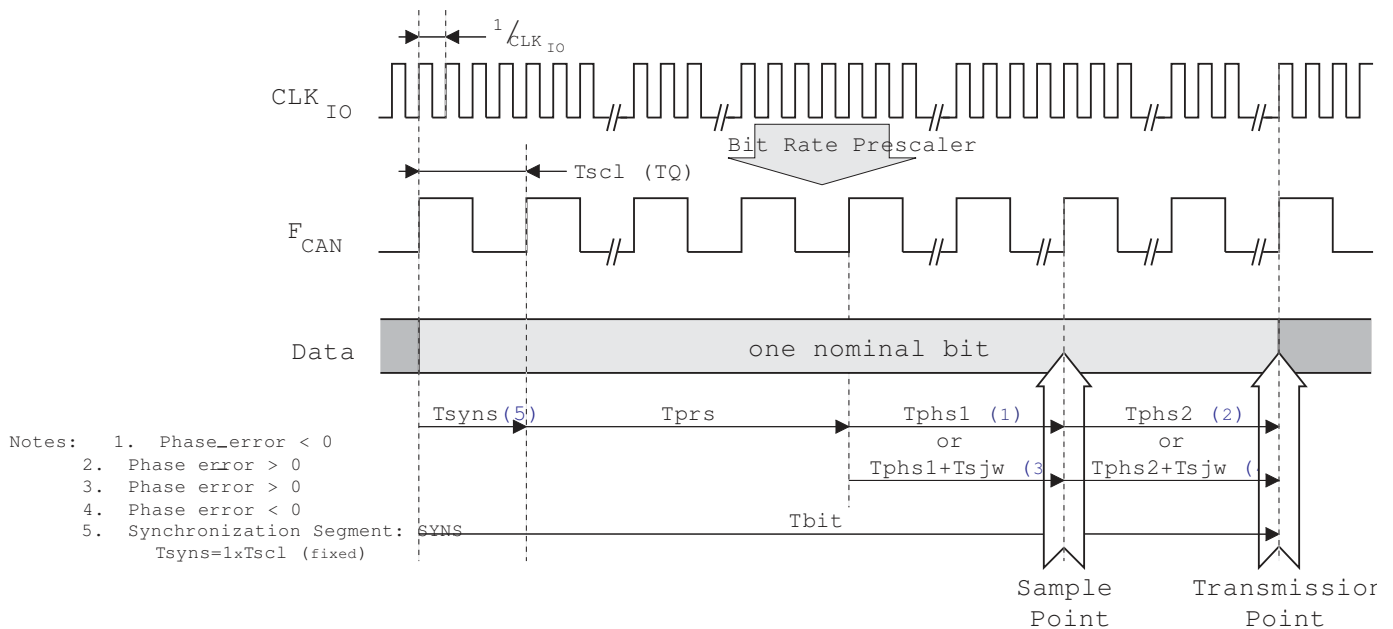 1/CLK IO
CLK IO
Bit Rate Prescaler
Tscl (TQ)
F CAN
Data
one nominal bit
Tsyns(5)
Tprs
Tphs1 (1)
or
Tphs1+Tsjw (3
Tphs2 (2)
or
Tphs2+Tsjw (
Tbit
Notes: 1. Phase_error < 0
2. Phase error > 0
3. Phase error > 0
4. Phase error < 0
5. Synchronization Segment: SYNS
Tsyns=1xTscl (fixed)
Sample
Point
Transmission
Point